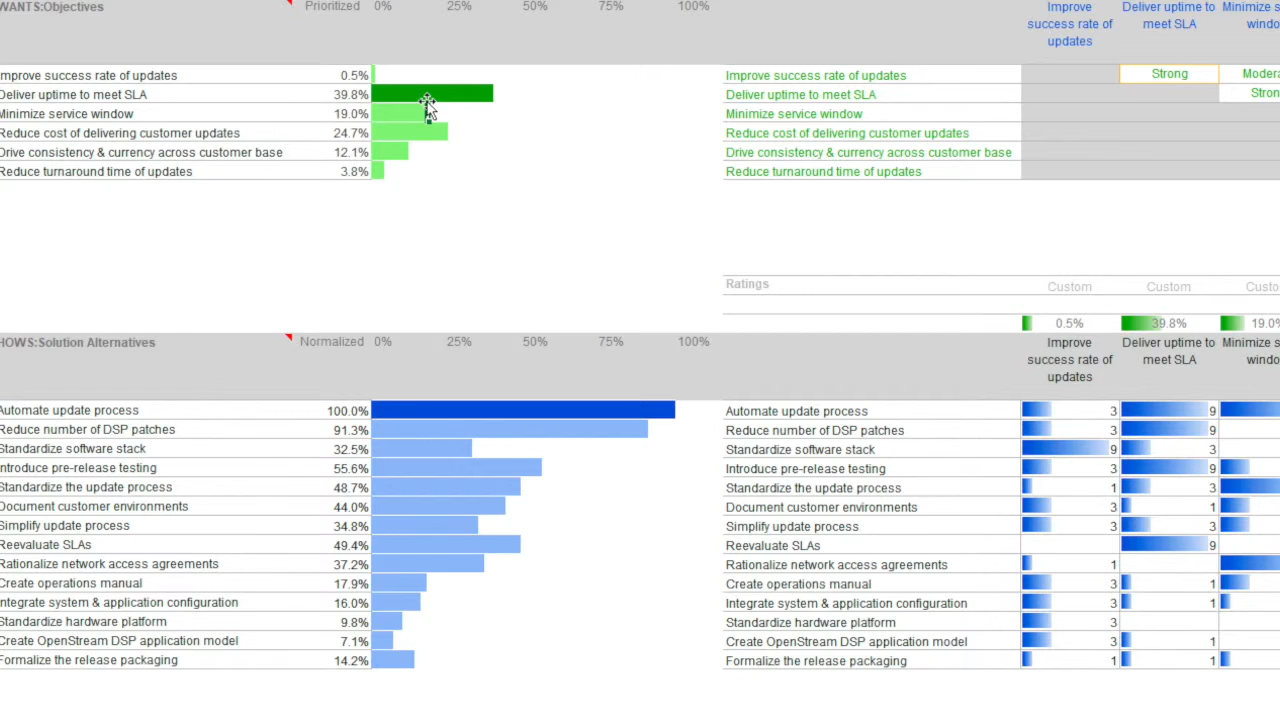 WANTS:Objectives Prioritized 0% 25% 50% 75% 100%
Improve success rate of updates 0.5%
Deliver uptime to meet SLA 39.8%
Minimize service window 19.0%
Reduce cost of delivering customer updates 24.7%
Drive consistency & currency across customer base 12.1%
Reduce turnaround time of updates 3.8%
HOWS:Solution Alternatives Normalized 0% 25% 50% 75% 100%
Automate update process 100.0%
Reduce number of DSP patches 91.3%
Standardize software stack 32.5%
Introduce pre-release testing 55.6%
Standardize the update process 48.7%
Document customer environments 44.0%
Simplify update process 34.8%
Reevaluate SLAs 49.4%
Rationalize network access agreements 37.2%
Create operations manual 17.9%
Integrate system & application configuration 16.0%
Standardize hardware platform 9.8%
Create OpenStream DSP application model 7.1%
Formalize the release packaging 14.2%
Improve Deliver uptime to Minimize s
success rate of meet SLA windo
updates
Improve success rate of updates Strong Modera
Deliver uptime to meet SLA Stron
Minimize service window
Reduce cost of delivering customer updates
Drive consistency & currency across customer base
Reduce turnaround time of updates
Ratings Custom Custom Custo
0.5% 39.8% 19.0%
Improve Deliver uptime to Minimize s
success rate of meet SLA windo
updates
Automate update process 3 9
Reduce number of DSP patches 3 9
Standardize software stack 9 3
Introduce pre-release testing 3 9
Standardize the update process 1 3
Document customer environments 3 1
Simplify update process 3 3
Reevaluate SLAs 9
Rationalize network access agreements 1
Create operations manual 3 1
Integrate system & application configuration 3 1
Standardize hardware platform 3
Create OpenStream DSP application model 3 1
Formalize the release packaging 1 1